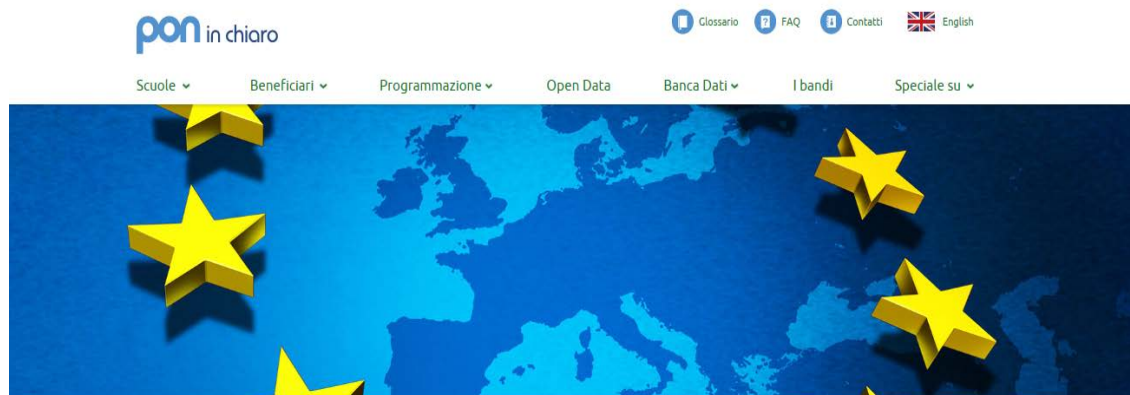 pon in chiaro
Glossario FAQ Contatti English
Scuole Beneficiari Programmazione Open Data Banca Dati I bandi Speciale su